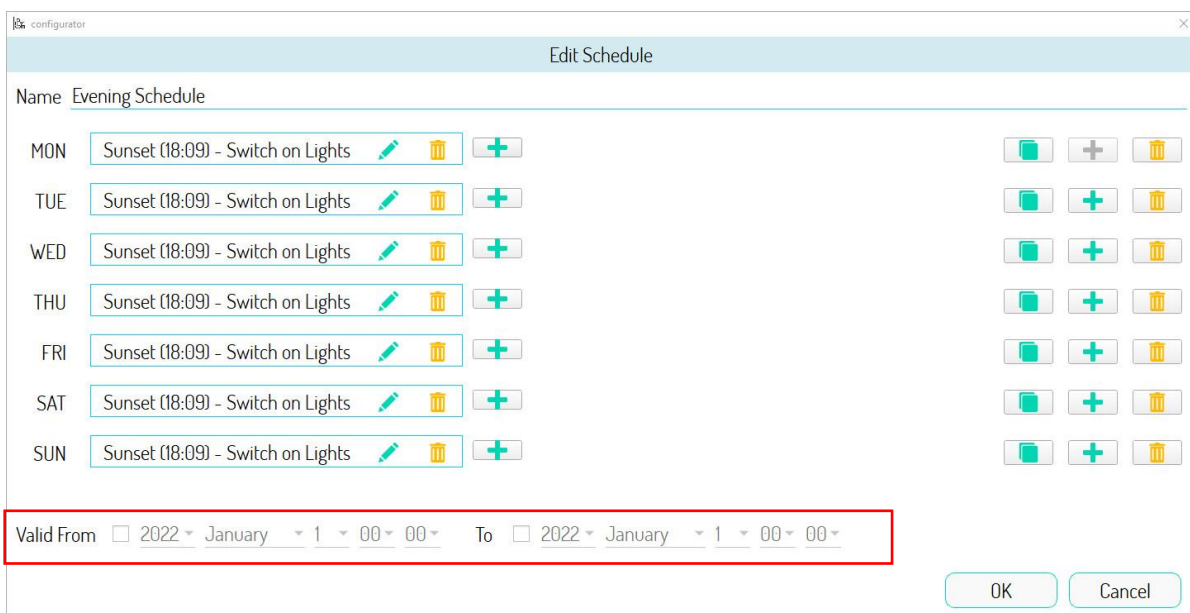 configurator
Edit Schedule
Name Evening Schedule
MON Sunset (18:09) - Switch on Lights
TUE Sunset (18:09) - Switch on Lights
WED Sunset (18:09) - Switch on Lights
THU Sunset (18:09) - Switch on Lights
FRI Sunset (18:09) - Switch on Lights
SAT Sunset (18:09) - Switch on Lights
SUN Sunset (18:09) - Switch on Lights
Valid From 2022 January 1 00 00 To 2022 January 1 00 00
OK Cancel